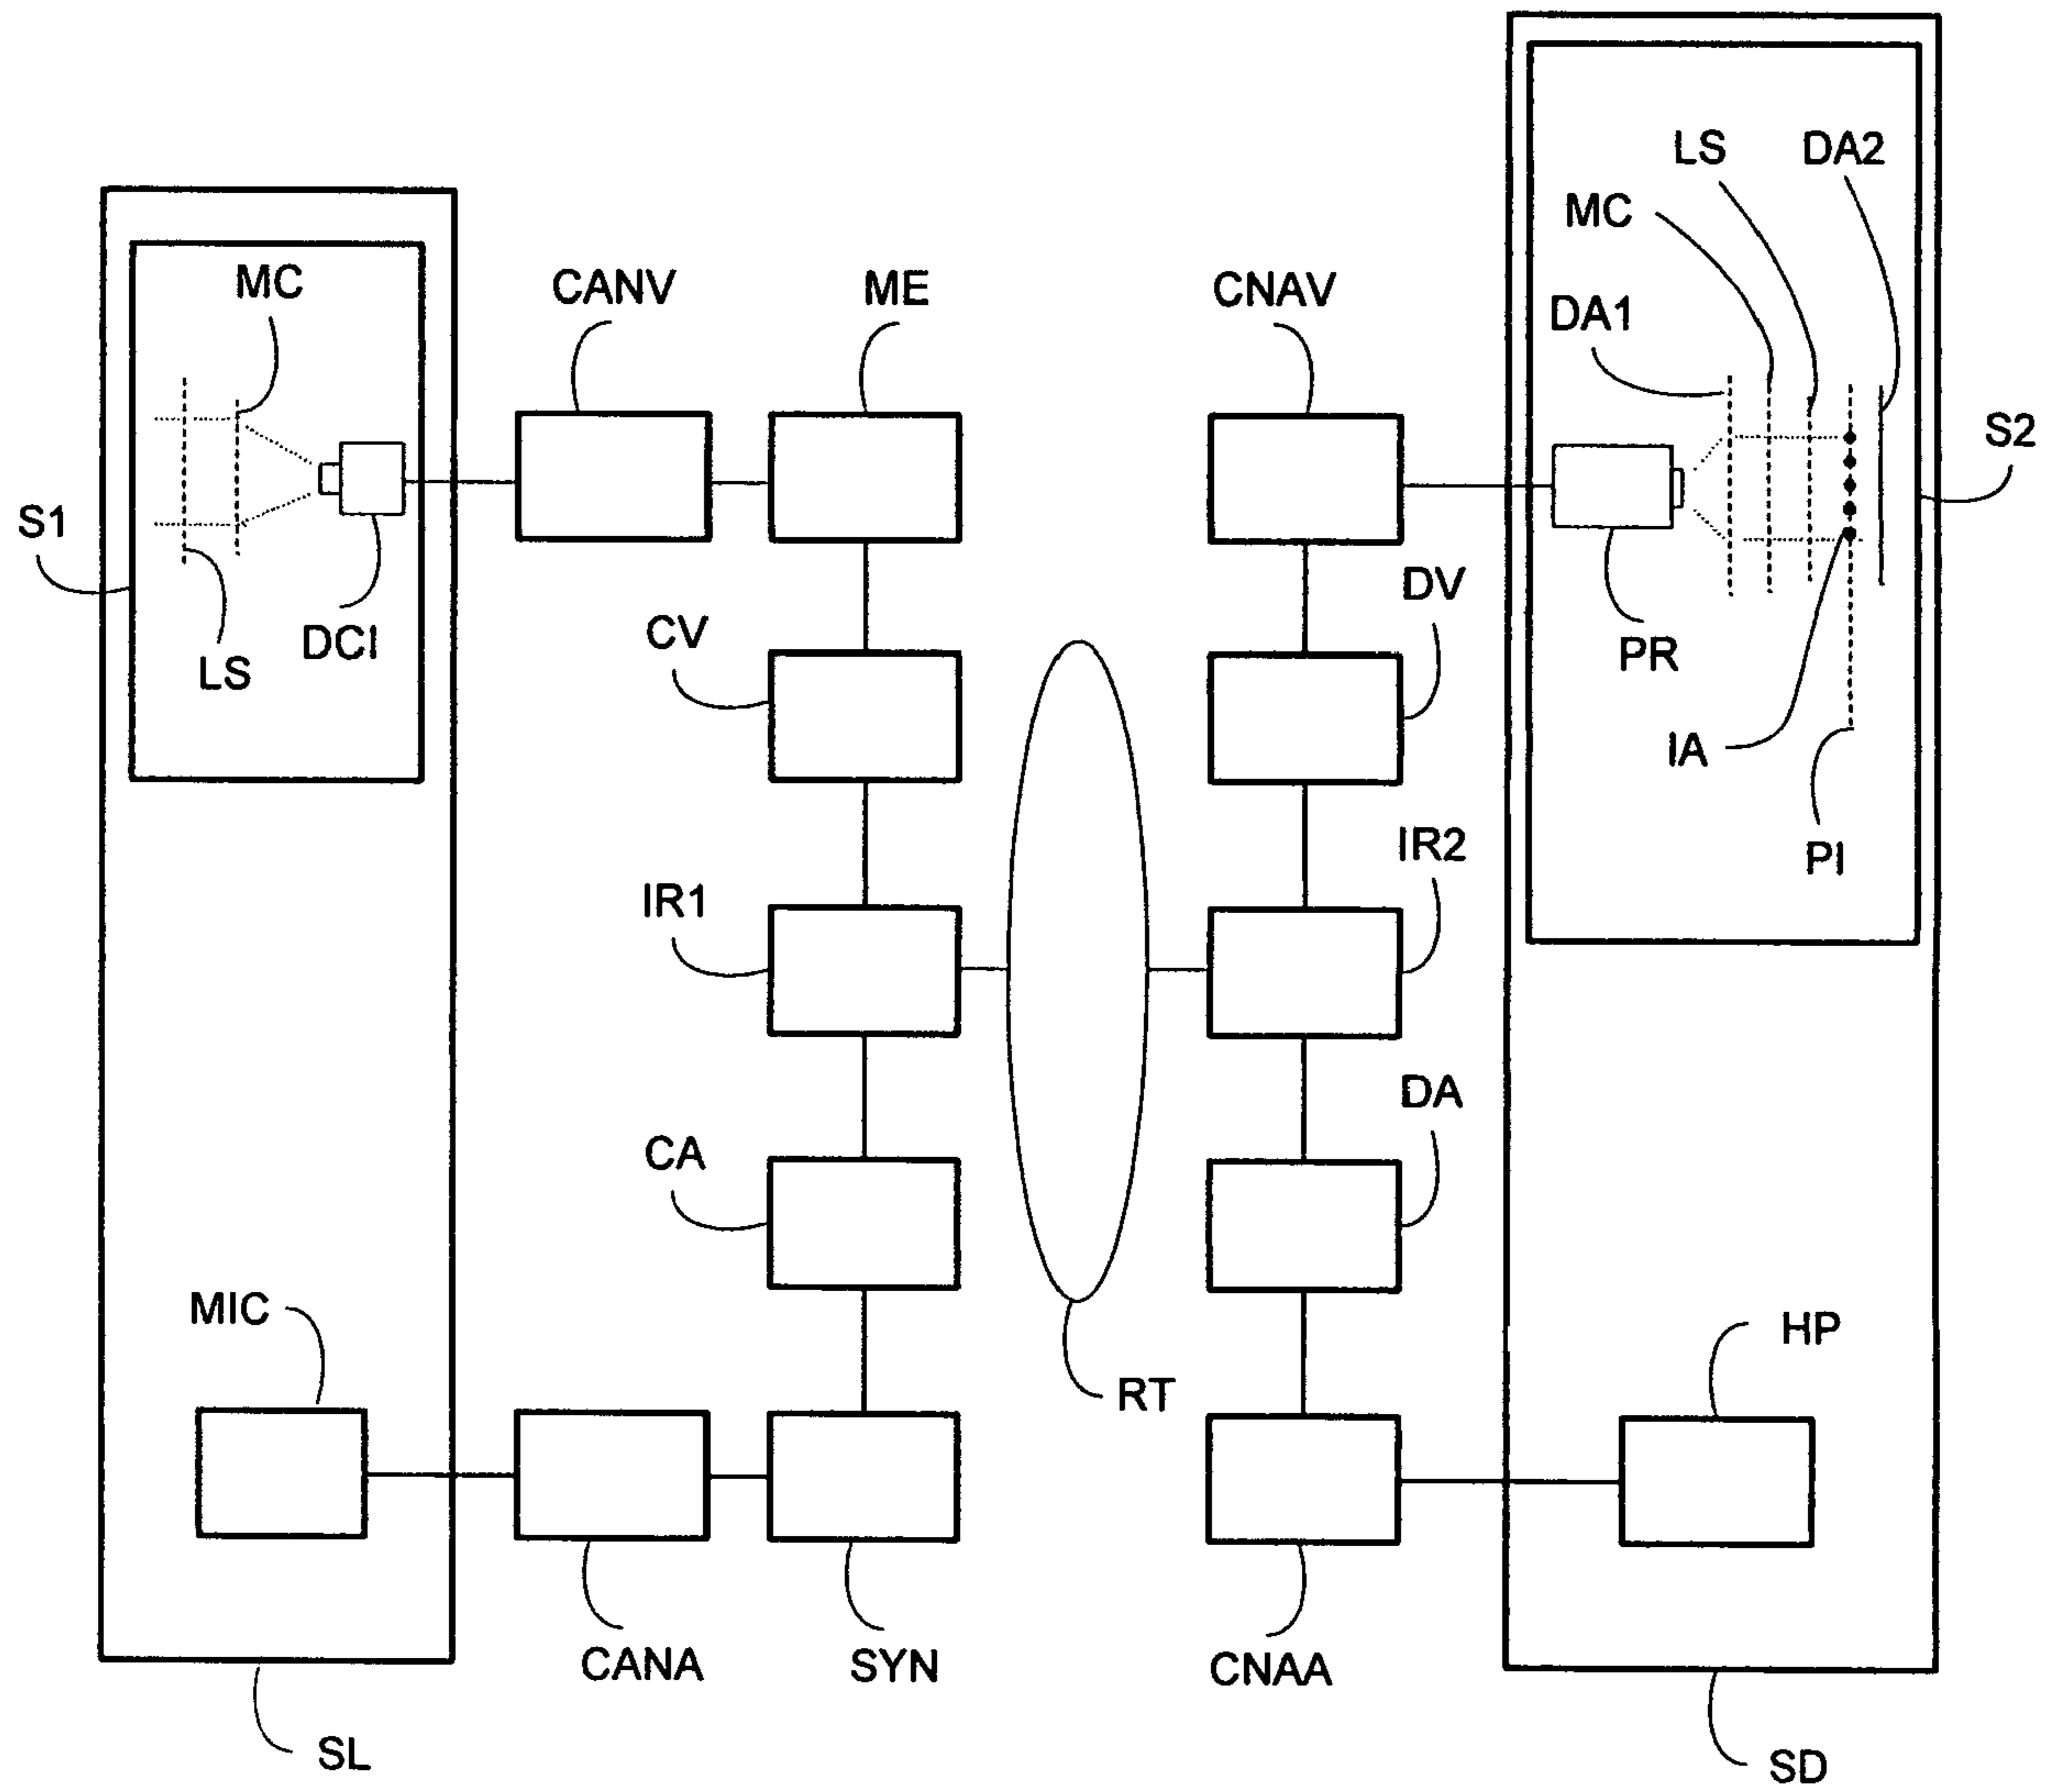 LS
DA2
MC
MC
CANV
ME
CNAV
DA1
S2
S1
DV
CV
DCI
LS
PR
IA
PI
IR2
IR1
DA
CA
MIC
HP
RT
CANA
SYN
CNAA
SL
SD